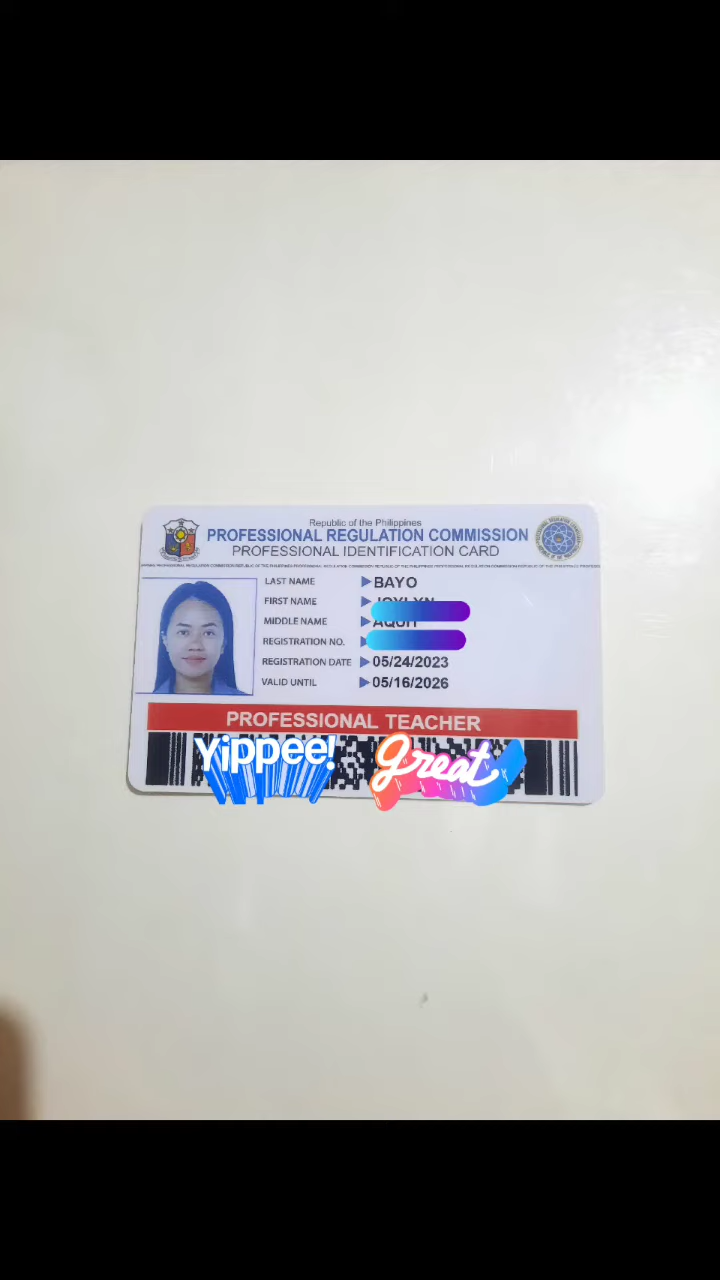 Republic of the Philippines
PROFESSIONAL REGULATION COMMISSION
PROFESSIONAL IDENTIFICATION CARD
LAST NAME BAYO
FIRST NAME
MIDDLE NAME
REGISTRATION NO.
REGISTRATION DATE 05/24/2023
VALID UNTIL 05/16/2026
PROFESSIONAL TEACHER
Yippee! Great